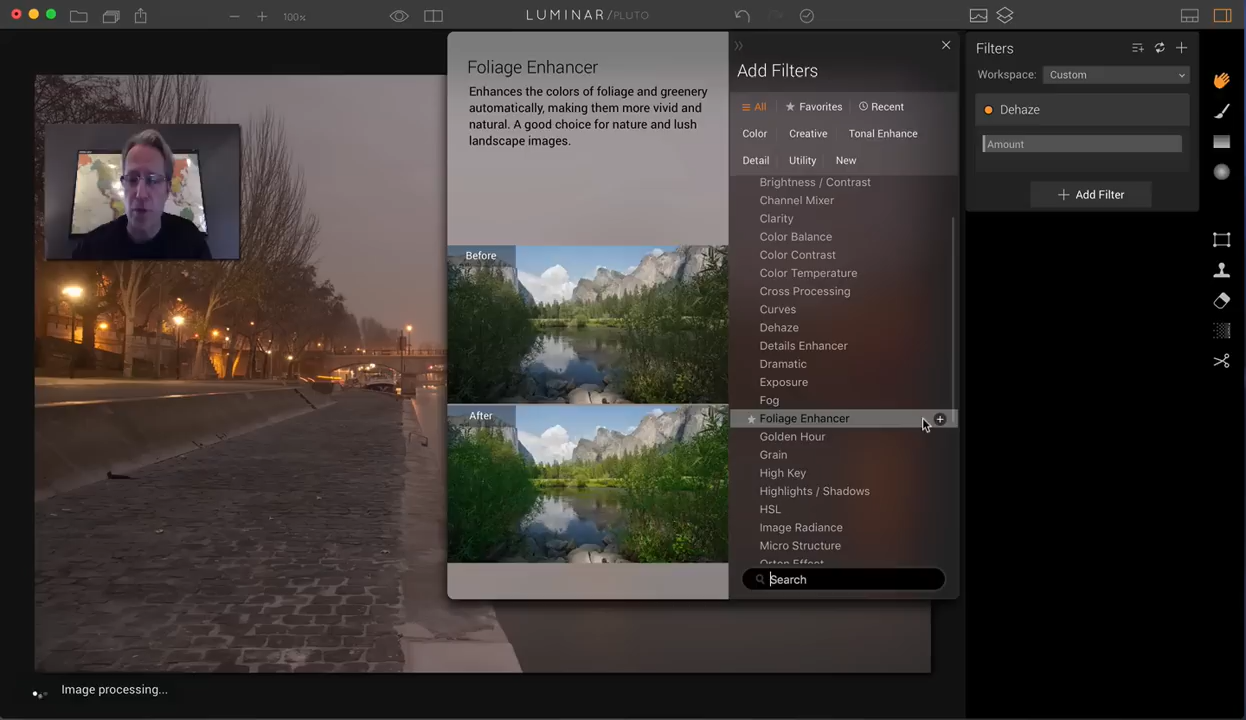 100%
LUMINAR/PLUTO
Foliage Enhancer
Enhances the colors of foliage and greenery
automatically, making them more vivid and
natural. A good choice for nature and lush
landscape images.
Before
After
Add Filters
All Favorites Recent
Color Creative Tonal Enhance
Detail Utility New
Brightness / Contrast
Channel Mixer
Clarity
Color Balance
Color Contrast
Color Temperature
Cross Processing
Curves
Dehaze
Details Enhancer
Dramatic
Exposure
Fog
Foliage Enhancer
Golden Hour
Grain
High Key
Highlights / Shadows
HSL
Image Radiance
Micro Structure
Orton Effect
Search
Filters
Workspace: Custom
Dehaze
Amount
+ Add Filter
Image processing...